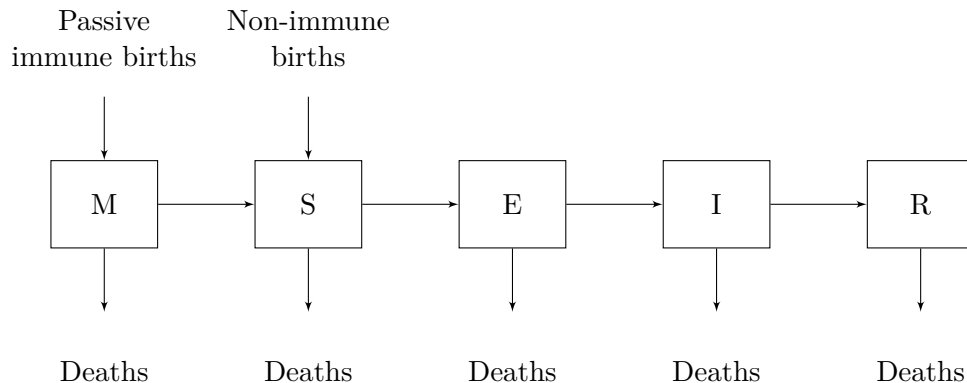 Passive
immune births
Non-immune
births
M
S
E
I
R
Deaths
Deaths
Deaths
Deaths
Deaths